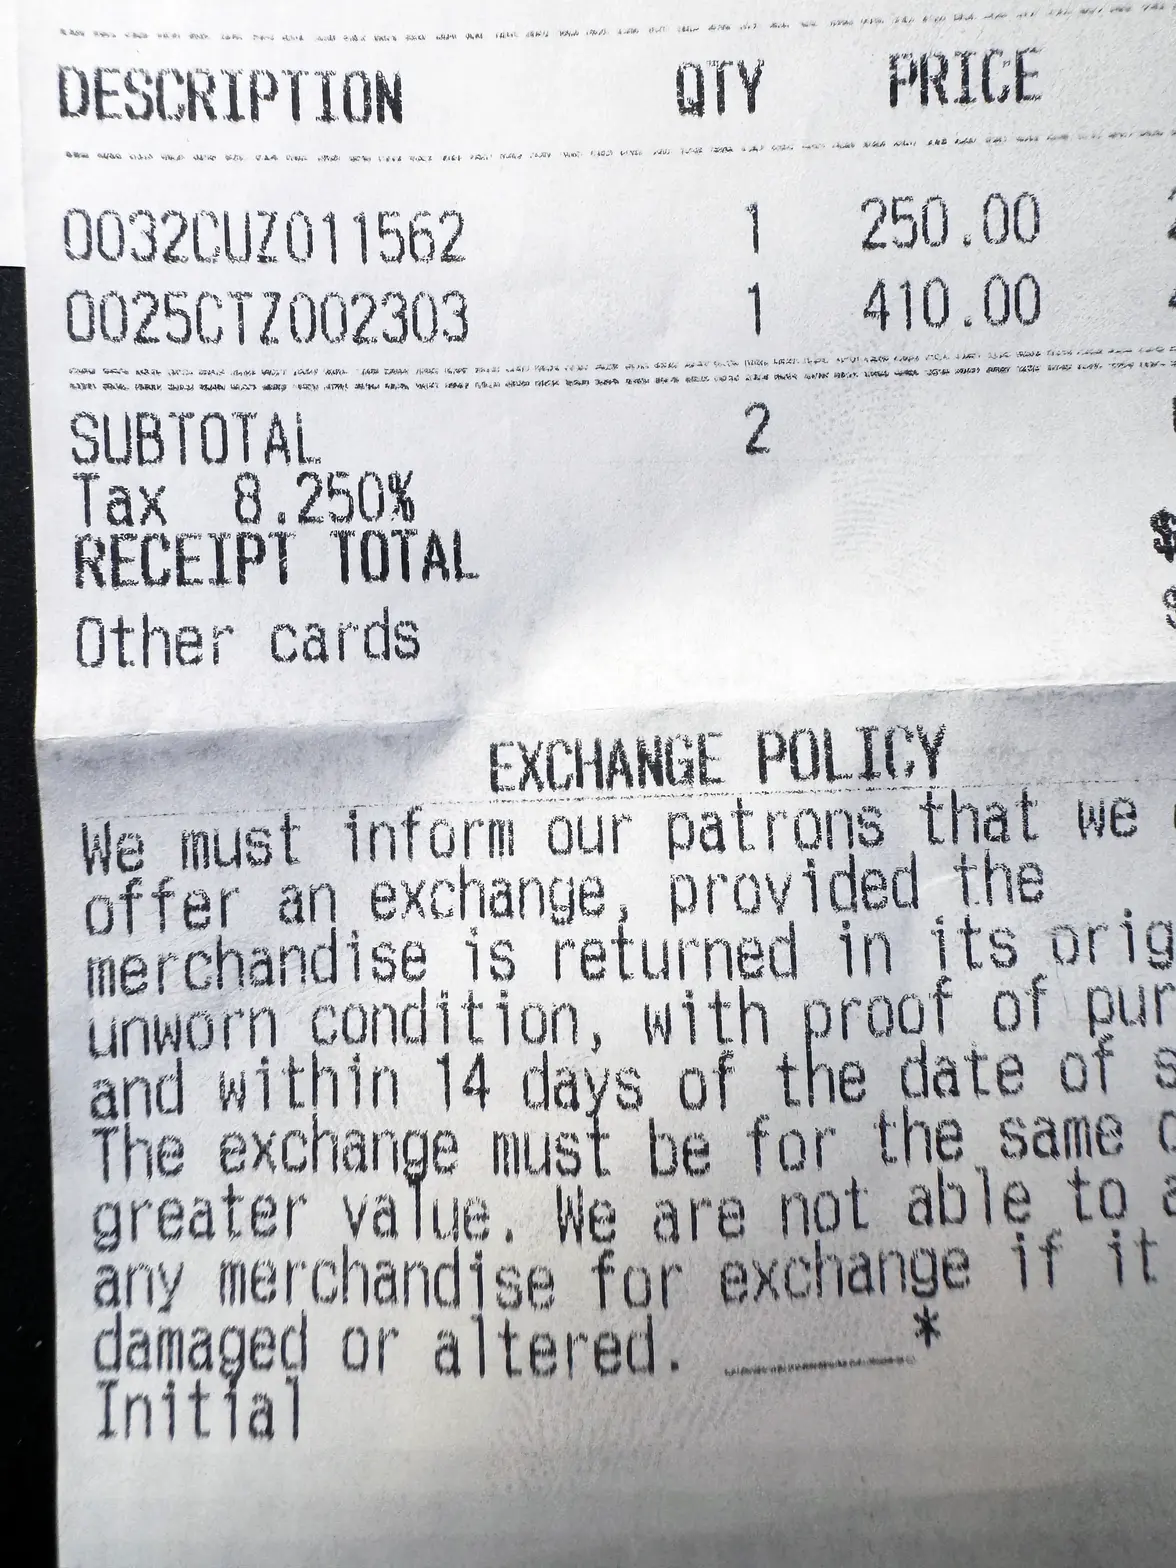 DESCRIPTION QTY PRICE
0032CUZ011562 1 250.00
0025CTZ002303 1 410.00
SUBTOTAL 2
Tax 8.250%
RECEIPT TOTAL $
Other cards
EXCHANGE POLICY
We must inform our patrons that we
offer an exchange, provided the
merchandise is returned in its orig
unworn condition, with proof of pur
and within 14 days of the date of s
The exchange must be for the same
greater value. We are not able to a
any merchandise for exchange if it
damaged or altered. ________*
Initial